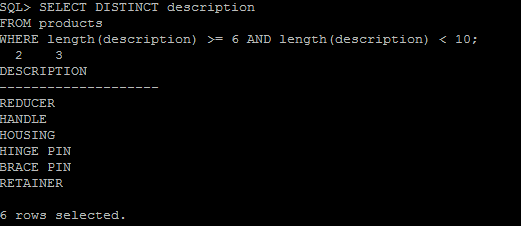 SQL> SELECT DISTINCT description
FROM products
WHERE length(description) >= 6 AND length(description) < 10;
  2    3
DESCRIPTION
--------------------
REDUCER
HANDLE
HOUSING
HINGE PIN
BRACE PIN
RETAINER

6 rows selected.